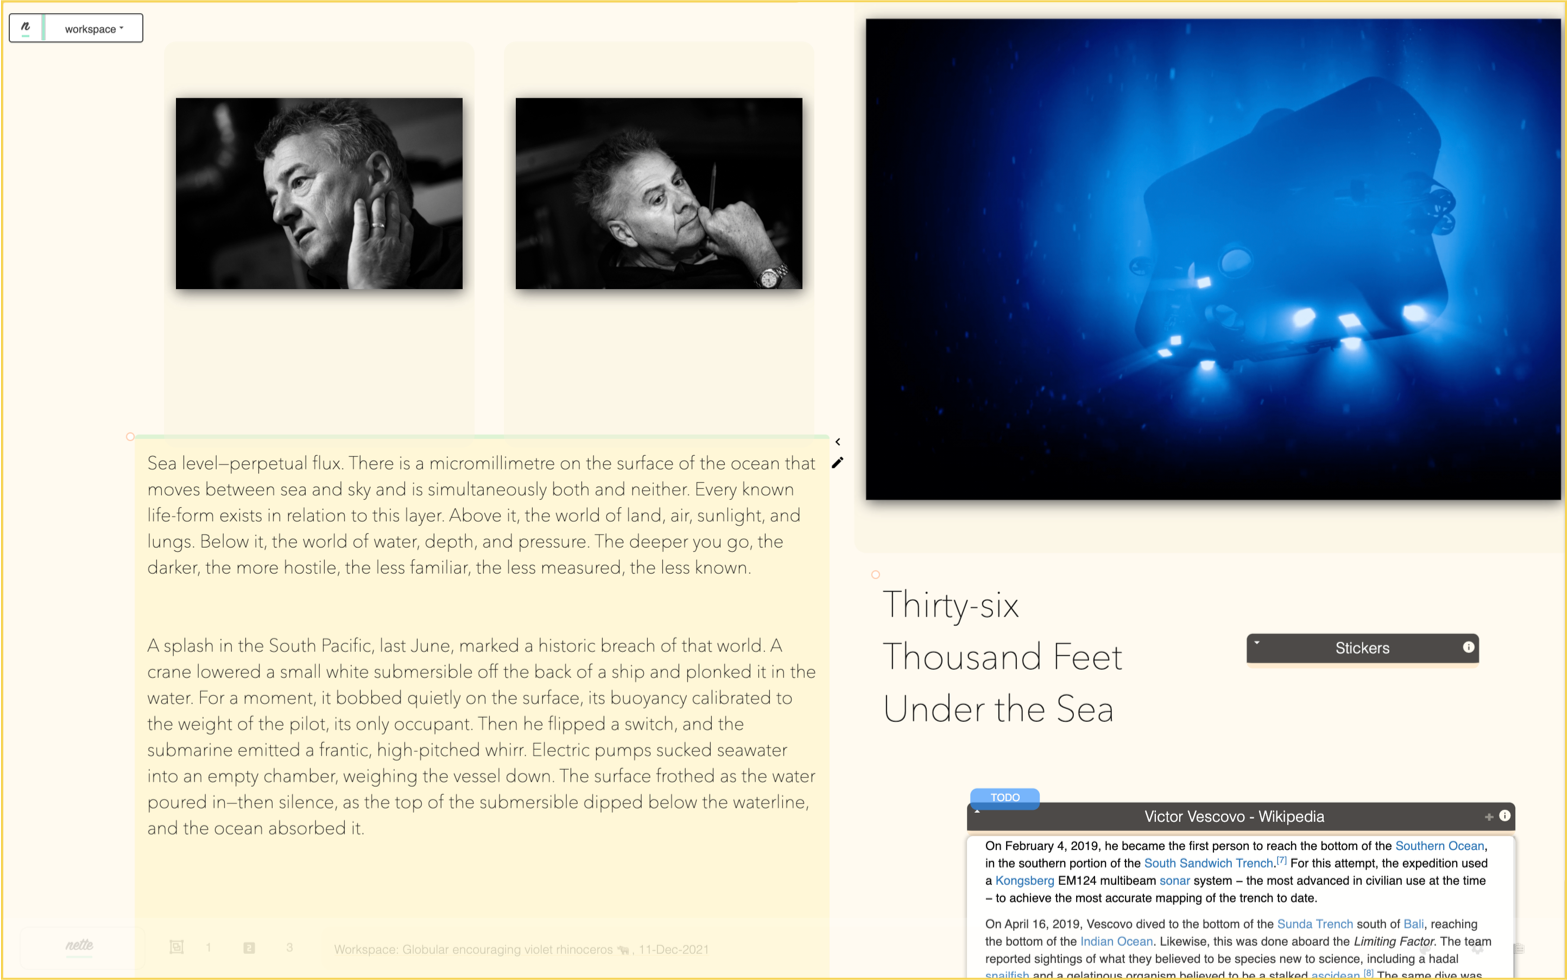 n workspace
Sea level—perpetual flux. There is a micromillimetre on the surface of the ocean that
moves between sea and sky and is simultaneously both and neither. Every known
life-form exists in relation to this layer. Above it, the world of land, air, sunlight, and
lungs. Below it, the world of water, depth, and pressure. The deeper you go, the
darker, the more hostile, the less familiar, the less measured, the less known.
A splash in the South Pacific, last June, marked a historic breach of that world. A
crane lowered a small white submersible off the back of a ship and plonked it in the
water. For a moment, it bobbed quietly on the surface, its buoyancy calibrated to
the weight of the pilot, its only occupant. Then he flipped a switch, and the
submarine emitted a frantic, high-pitched whirr. Electric pumps sucked seawater
into an empty chamber, weighing the vessel down. The surface frothed as the water
poured in—then silence, as the top of the submersible dipped below the waterline,
and the ocean absorbed it.
Thirty-six
Thousand Feet
Under the Sea
Stickers
TODO
Victor Vescovo - Wikipedia
On February 4, 2019, he became the first person to reach the bottom of the Southern Ocean,
in the southern portion of the South Sandwich Trench.[7] For this attempt, the expedition used
a Kongsberg EM124 multibeam sonar system – the most advanced in civilian use at the time
– to achieve the most accurate mapping of the trench to date.
On April 16, 2019, Vescovo dived to the bottom of the Sunda Trench south of Bali, reaching
the bottom of the Indian Ocean. Likewise, this was done aboard the Limiting Factor. The team
reported sightings of what they believed to be species new to science, including a hadal
snailfish and a gelatinous organism believed to be a stalked ascidean.[8] The same dive was
nette 1 2 3 Workspace: Globular encouraging violet rhinoceros 🦏, 11-Dec-2021